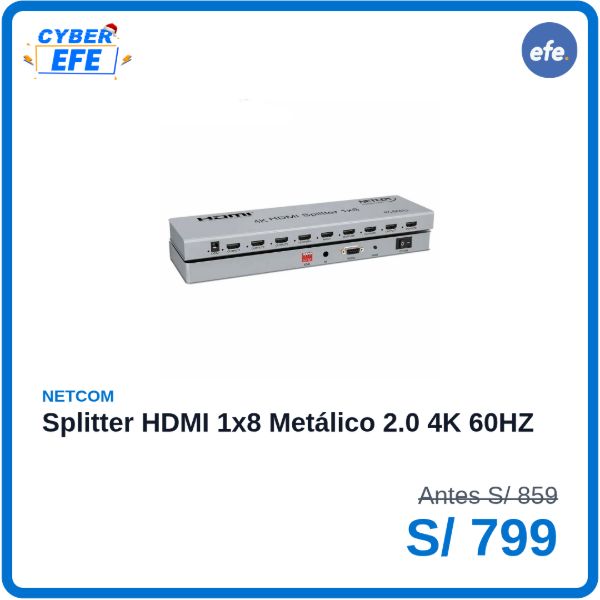 CYBER
EFE
efe.
HDMI
4K HDMI Splitter 1x8
NETCOM
Splitter HDMI 1x8 Metálico 2.0 4K 60HZ
Antes S/ 859
S/ 799